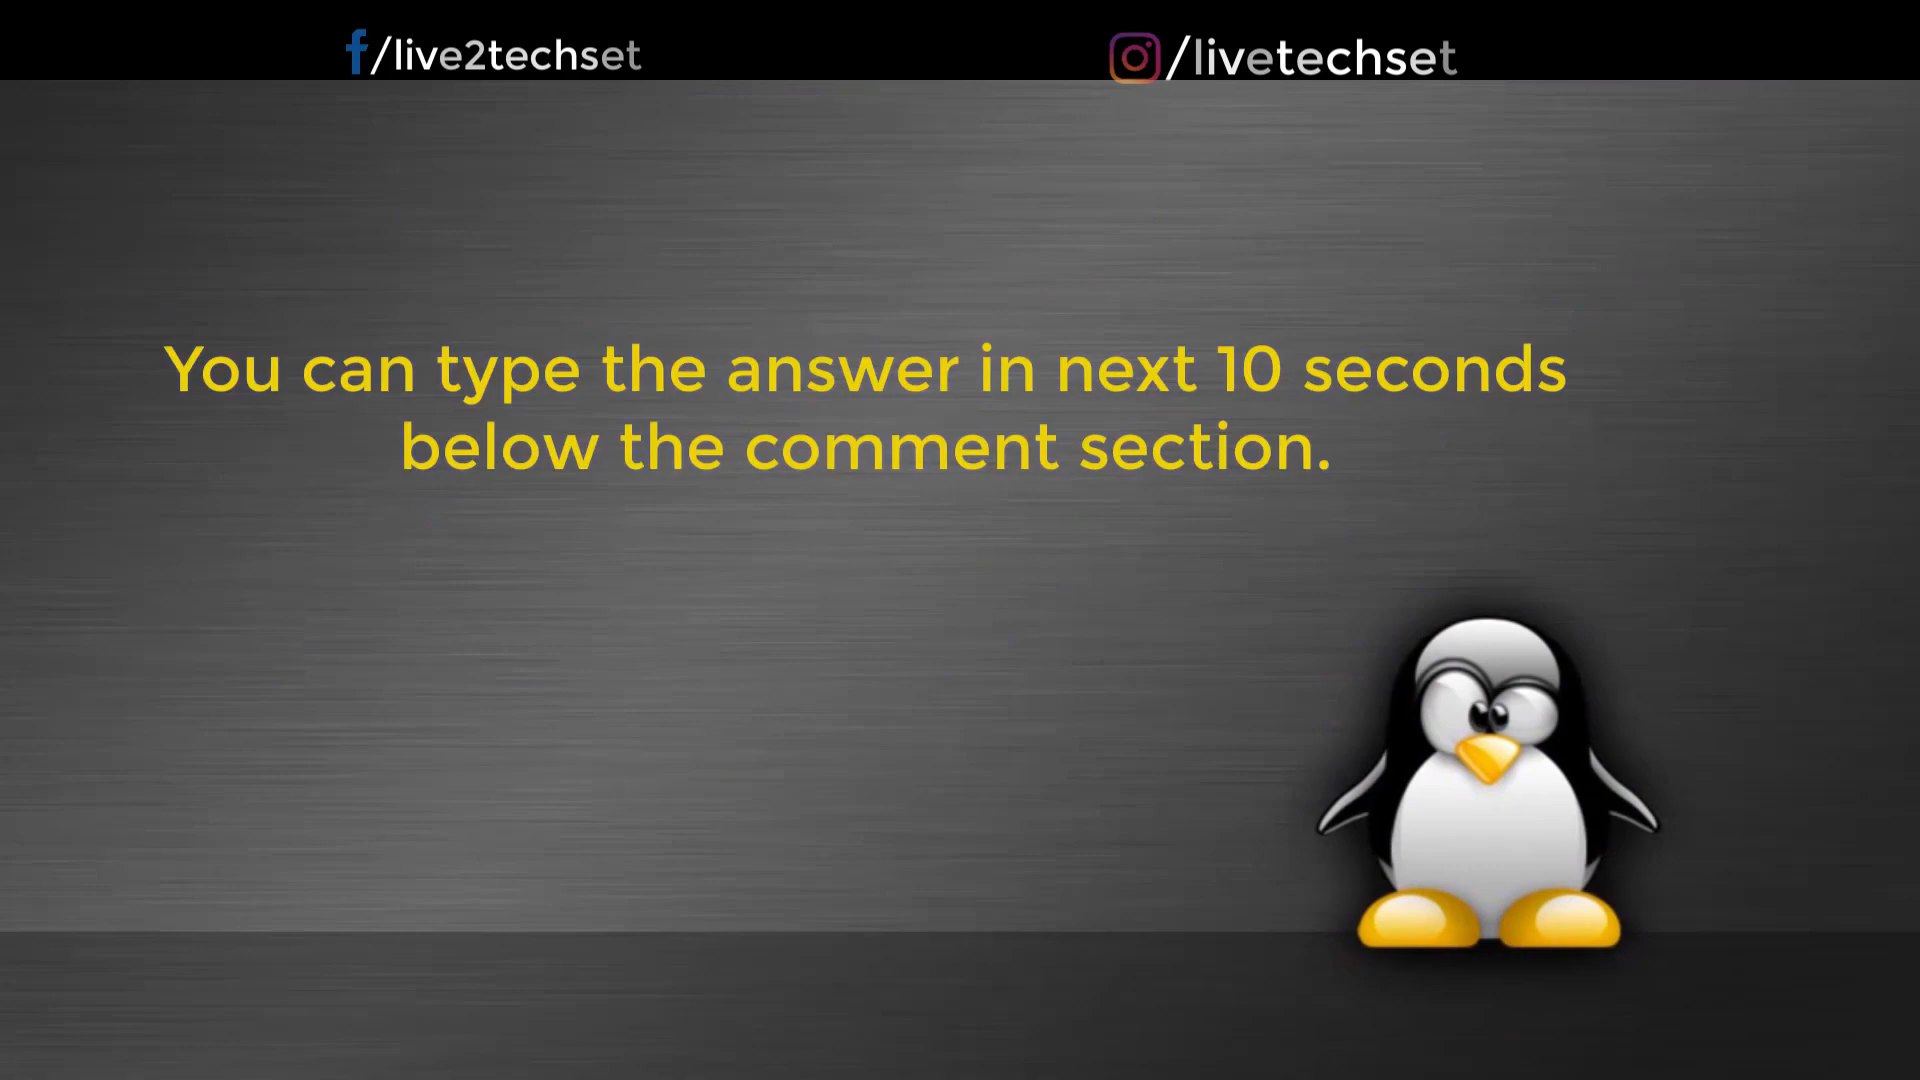 /live2techset
/livetechset
You can type the answer in next 10 seconds
below the comment section.